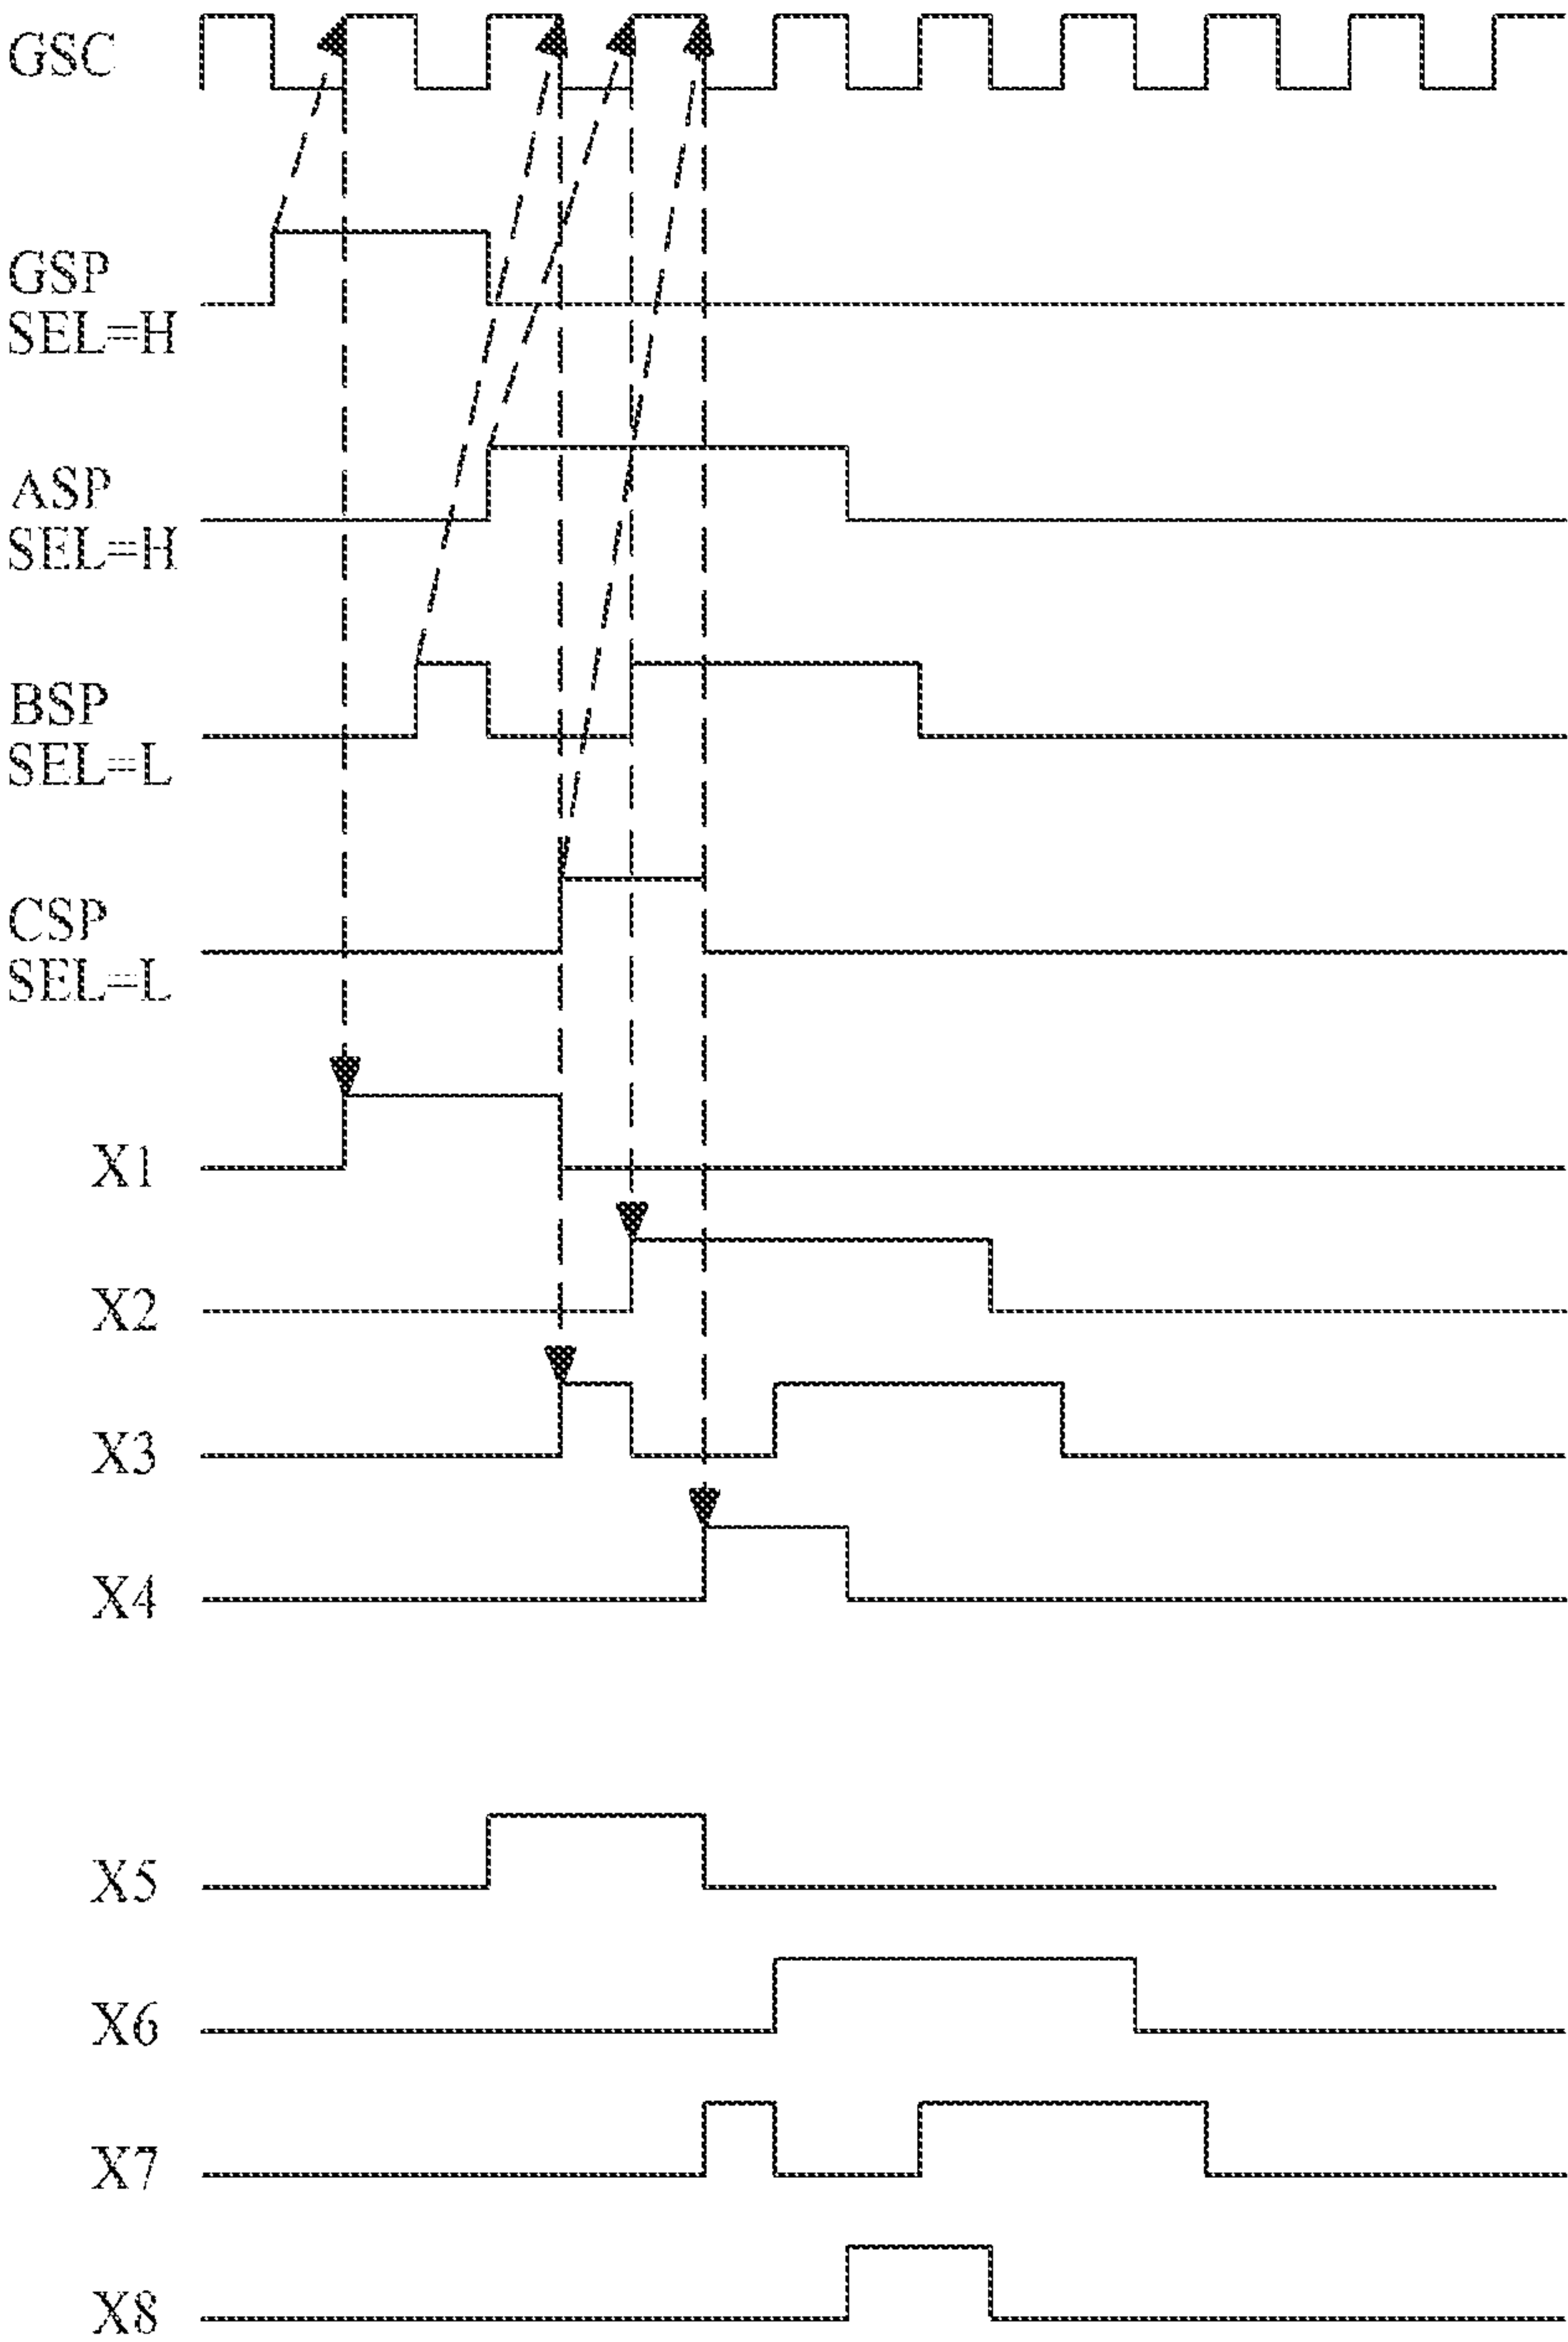 GSC
GSP
SEL=H
ASP
SEL=H
BSP
SEL=L
CSP
SEL=L
X1
X2
X3
X4
X5
X6
X7
X8